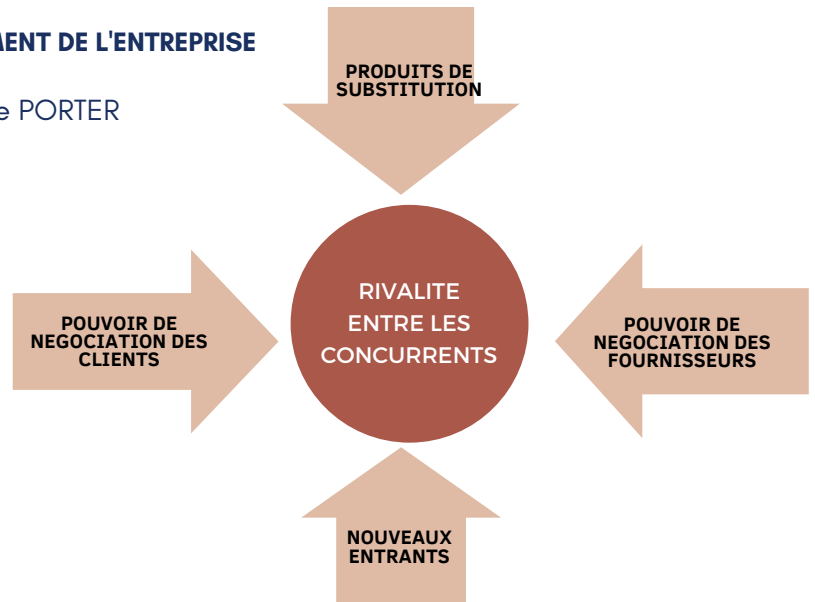 MENT DE L'ENTREPRISE
e PORTER
PRODUITS DE
SUBSTITUTION
RIVALITE
ENTRE LES
CONCURRENTS
POUVOIR DE
NEGOCIATION DES
CLIENTS
POUVOIR DE
NEGOCIATION DES
FOURNISSEURS
NOUVEAUX
ENTRANTS